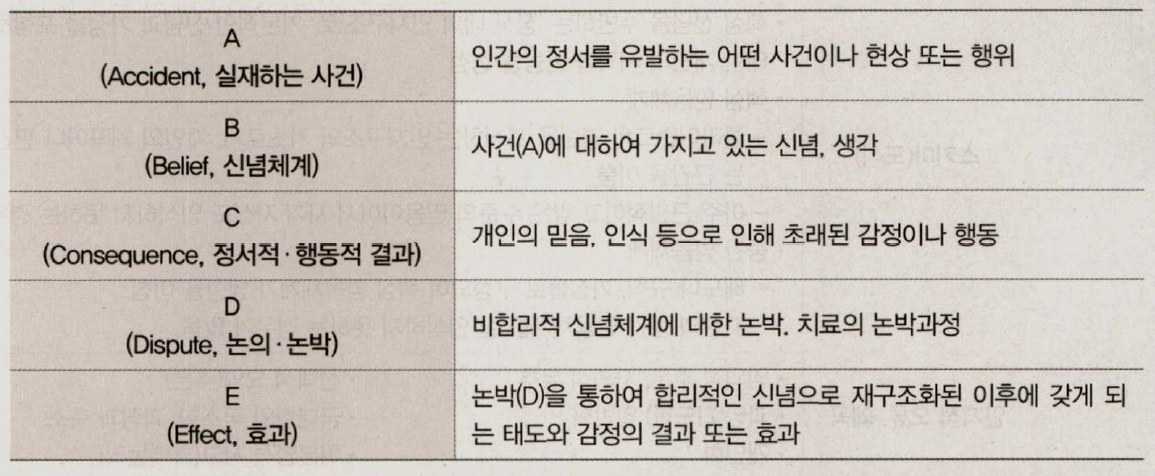 A
(Accident, 실재하는 사건)
인간의 정서를 유발하는 어떤 사건이나 현상 또는 행위
B
(Belief, 신념체계)
사건(A)에 대하여 가지고 있는 신념, 생각
C
(Consequence, 정서적·행동적 결과)
개인의 믿음, 인식 등으로 인해 초래된 감정이나 행동
D
(Dispute, 논의·논박)
비합리적 신념체계에 대한 논박, 치료의 논박과정
E
(Effect, 효과)
논박(D)을 통하여 합리적인 신념으로 재구조화된 이후에 갖게 되
는 태도와 감정의 결과 또는 효과